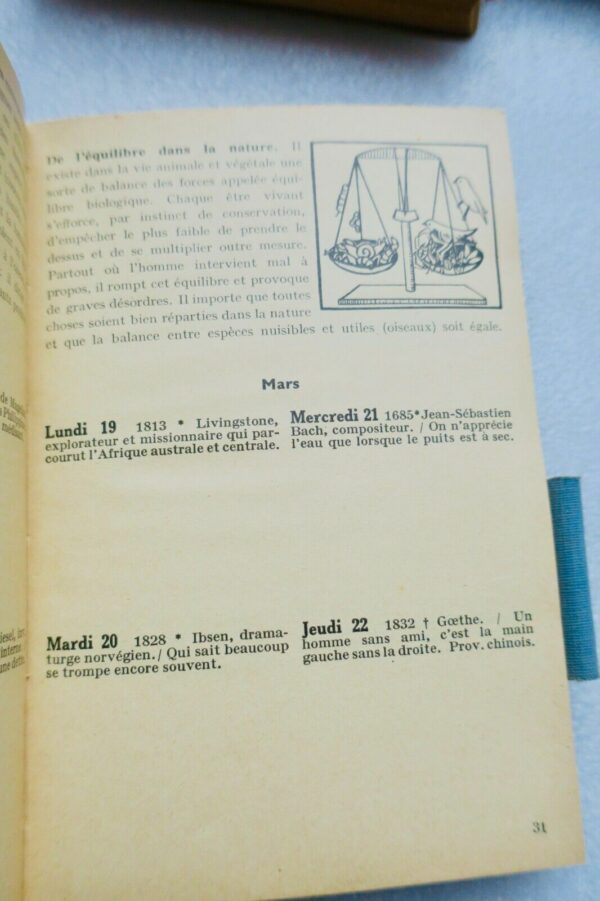 De l'équilibre dans la nature. Il
existe dans la vie animale et végétale une
sorte de balance des forces appelée équi-
libre biologique. Chaque être vivant
s'efforce, par instinct de conservation,
d'empêcher le plus faible de prendre le
dessus et de se multiplier outre mesure.
Partout où l'homme intervient mal à
propos, il rompt cet équilibre et provoque
de graves désordres. Il importe que toutes
choses soient bien réparties dans la nature
et que la balance entre espèces nuisibles et utiles (oiseaux) soit égale.
Mars
Lundi 19 1813 * Livingstone,
explorateur et missionnaire qui par-
courut l'Afrique australe et centrale.
Mardi 20 1828 * Ibsen, drama-
turge norvégien. / Qui sait beaucoup
se trompe encore souvent.
Mercredi 21 1685 * Jean-Sébastien
Bach, compositeur. / On n'apprécie
l'eau que lorsque le puits est à sec.
Jeudi 22 1832 † Gœthe. / Un
homme sans ami, c'est la main
gauche sans la droite. Prov. chinois.
31